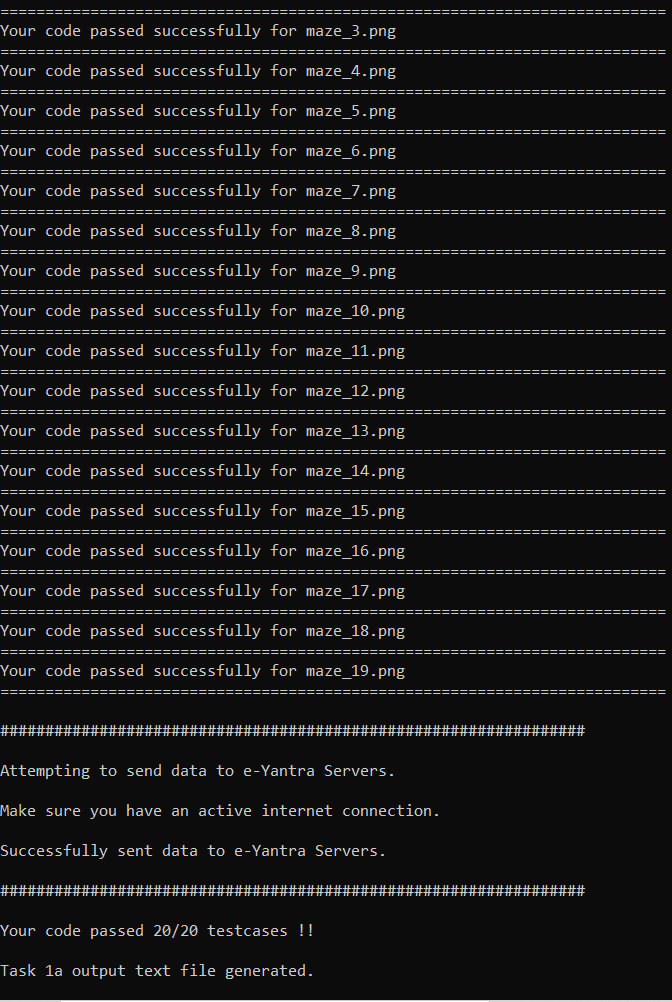 ==========================================================================
Your code passed successfully for maze_3.png
==========================================================================
Your code passed successfully for maze_4.png
==========================================================================
Your code passed successfully for maze_5.png
==========================================================================
Your code passed successfully for maze_6.png
==========================================================================
Your code passed successfully for maze_7.png
==========================================================================
Your code passed successfully for maze_8.png
==========================================================================
Your code passed successfully for maze_9.png
==========================================================================
Your code passed successfully for maze_10.png
==========================================================================
Your code passed successfully for maze_11.png
==========================================================================
Your code passed successfully for maze_12.png
==========================================================================
Your code passed successfully for maze_13.png
==========================================================================
Your code passed successfully for maze_14.png
==========================================================================
Your code passed successfully for maze_15.png
==========================================================================
Your code passed successfully for maze_16.png
==========================================================================
Your code passed successfully for maze_17.png
==========================================================================
Your code passed successfully for maze_18.png
==========================================================================
Your code passed successfully for maze_19.png
==========================================================================
#################################################################
Attempting to send data to e-Yantra Servers.
Make sure you have an active internet connection.
Successfully sent data to e-Yantra Servers.
#################################################################
Your code passed 20/20 testcases !!
Task 1a output text file generated.